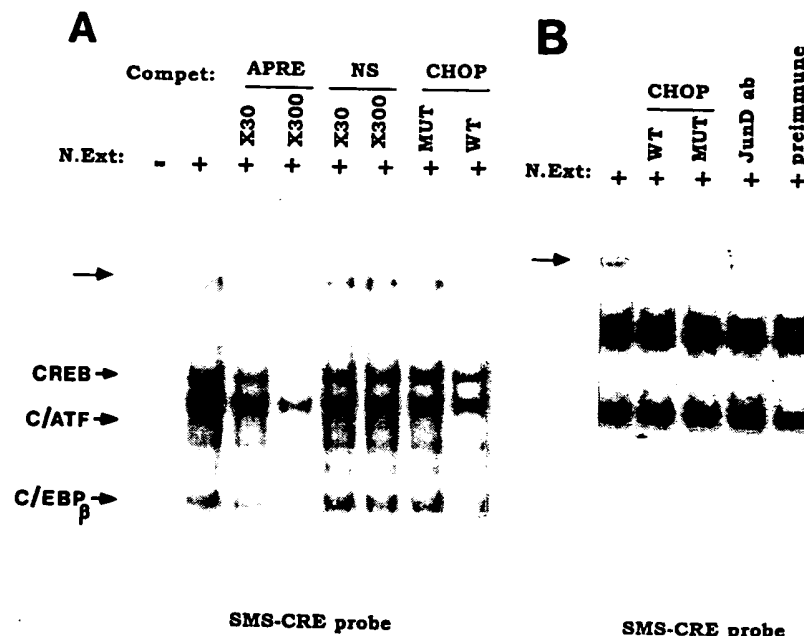 A
Compet: APRE NS CHOP
X30 X300 X30 X300 MUT WT
N.Ext: - + + + + + + +
CREB
C/ATF
C/EBPβ
SMS-CRE probe
B
CHOP
WT MUT JunD ab preimmune
N.Ext: + + + + +
SMS-CRE probe